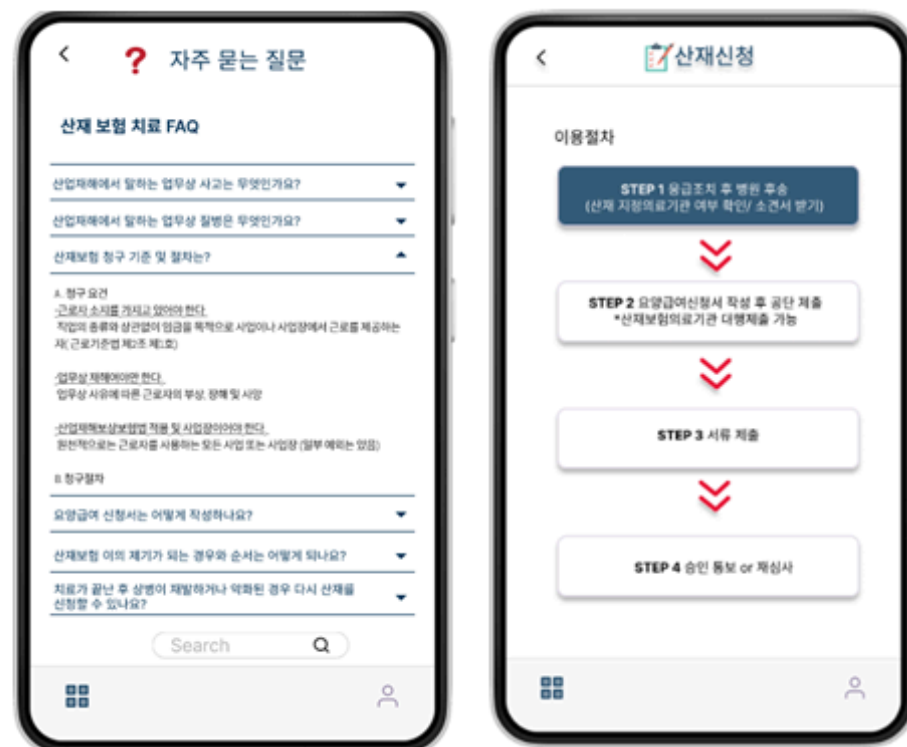 ? 자주 묻는 질문
산재 보험 치료 FAQ
산업재해에서 말하는 업무상 사고는 무엇인가요?
산업재해에서 말하는 업무상 질병은 무엇인가요?
산재보험 청구 기준 및 절차는?
A. 청구 요건
-근로자 소지를 가지고 있어야 한다.
직업의 종류와 상관없이 임금을 목적으로 사업이나 사업장에서 근로를 제공하는
자( 근로기준법 제2조 제1호)
-업무상 재해여야만 한다.
업무상 사유에 따른 근로자의 부상, 장해 및 사망
-산업재해보상보험법 적용 및 사업장이어야 한다.
원천적으로는 근로자를 사용하는 모든 사업 또는 사업장 (일부 예외는 있음)
B.청구절차
요양급여 신청서는 어떻게 작성하나요?
산재보험 이의 제기가 되는 경우와 순서는 어떻게 되나요?
치료가 끝난 후 상병이 재발하거나 악화된 경우 다시 산재를
신청할 수 있나요?
Search
산재신청
이용절차
STEP 1 응급조치 후 병원 후송
(산재 지정의료기관 여부 확인/ 소견서 받기)
STEP 2 요양급여신청서 작성 후 공단 제출
*산재보험의료기관 대행제출 가능
STEP 3 서류 제출
STEP 4 승인 통보 or 재심사